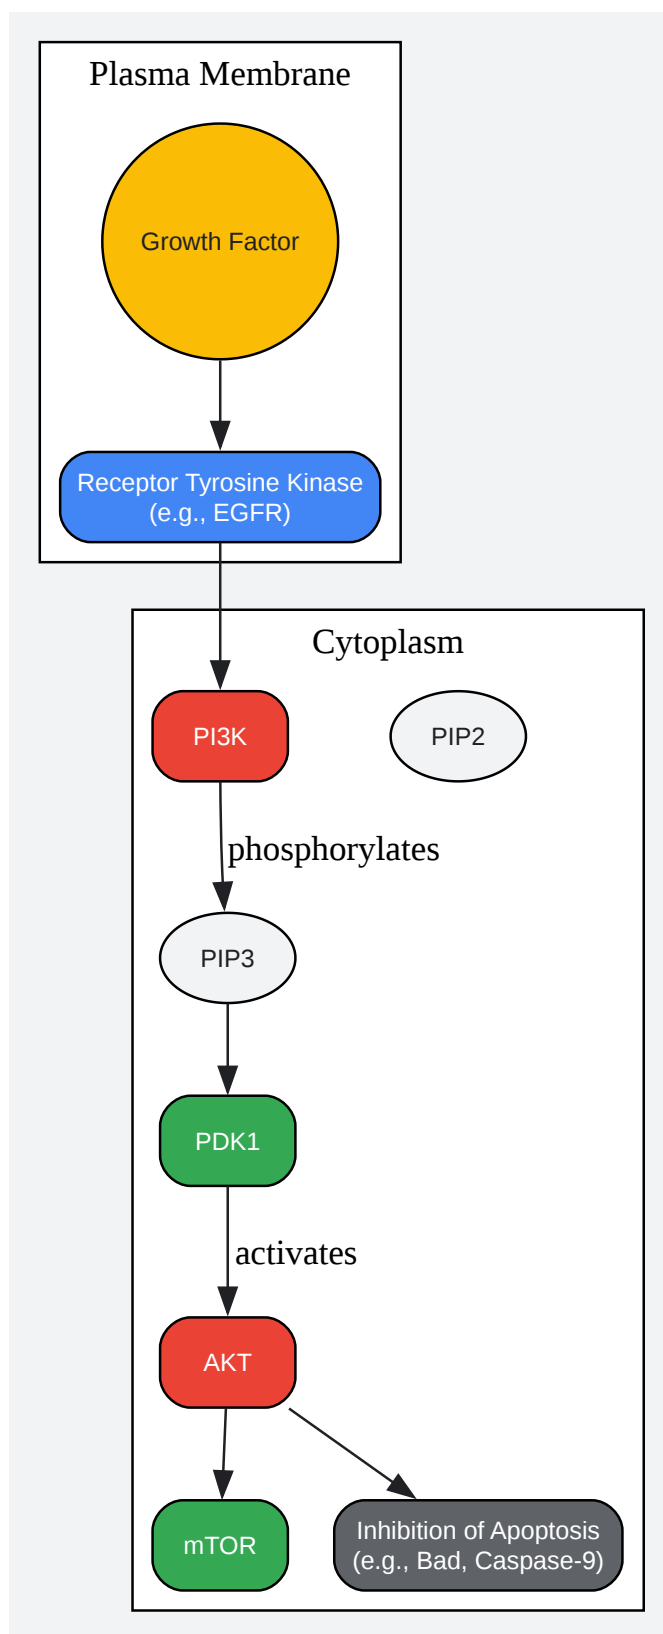 Plasma Membrane
Growth Factor
Receptor Tyrosine Kinase
(e.g., EGFR)
Cytoplasm
PI3K
PIP2
phosphorylates
PIP3
PDK1
activates
AKT
mTOR
Inhibition of Apoptosis
(e.g., Bad, Caspase-9)